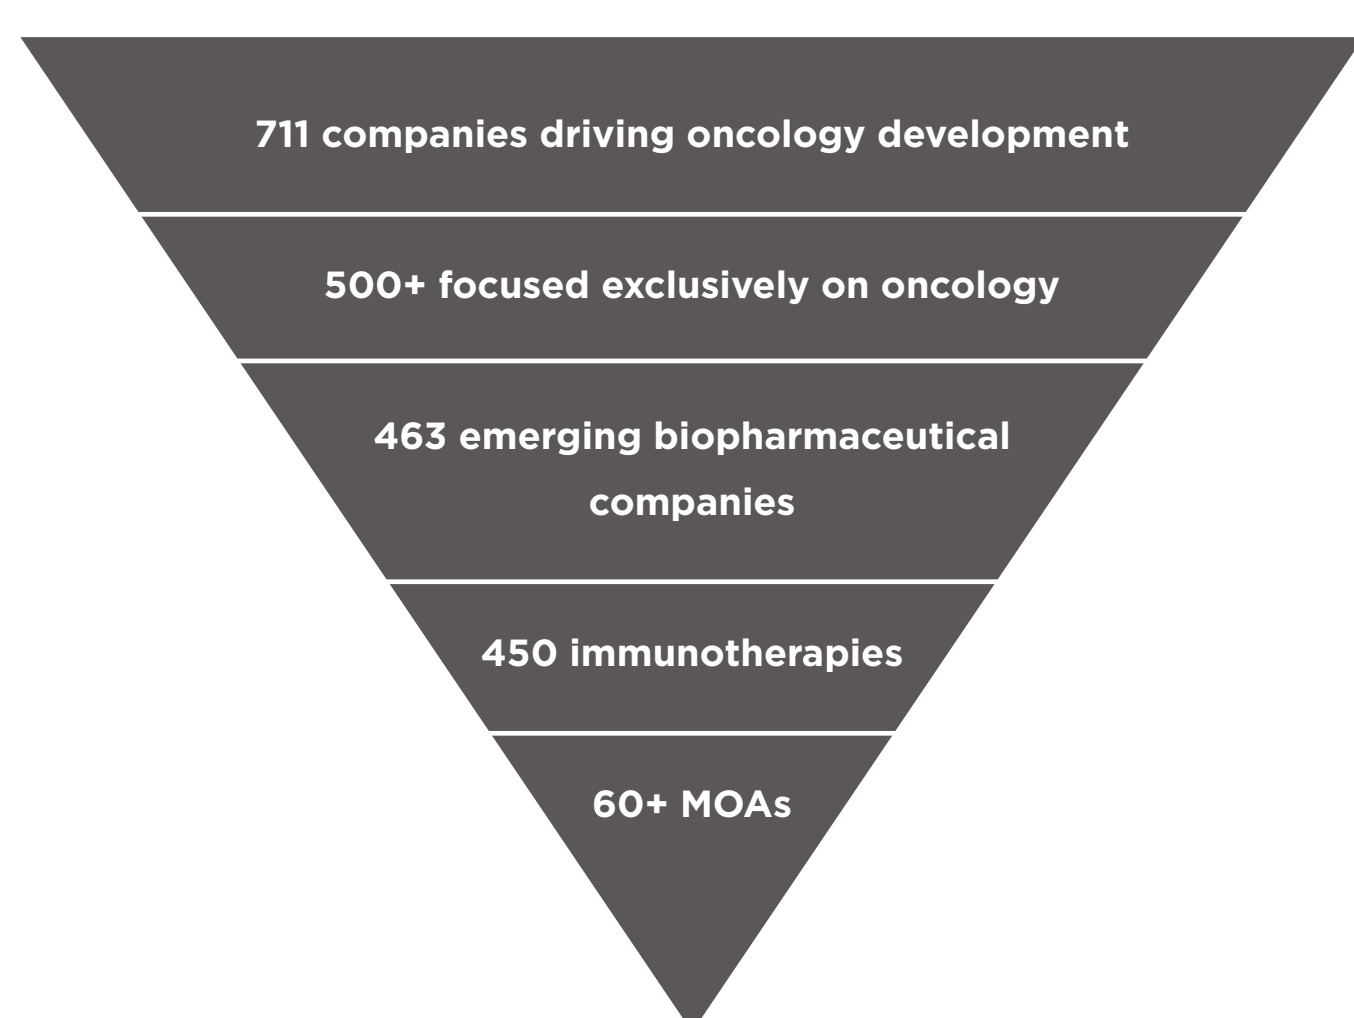 711 companies driving oncology development
500+ focused exclusively on oncology
463 emerging biopharmaceutical
companies
450 immunotherapies
60+ MOAs